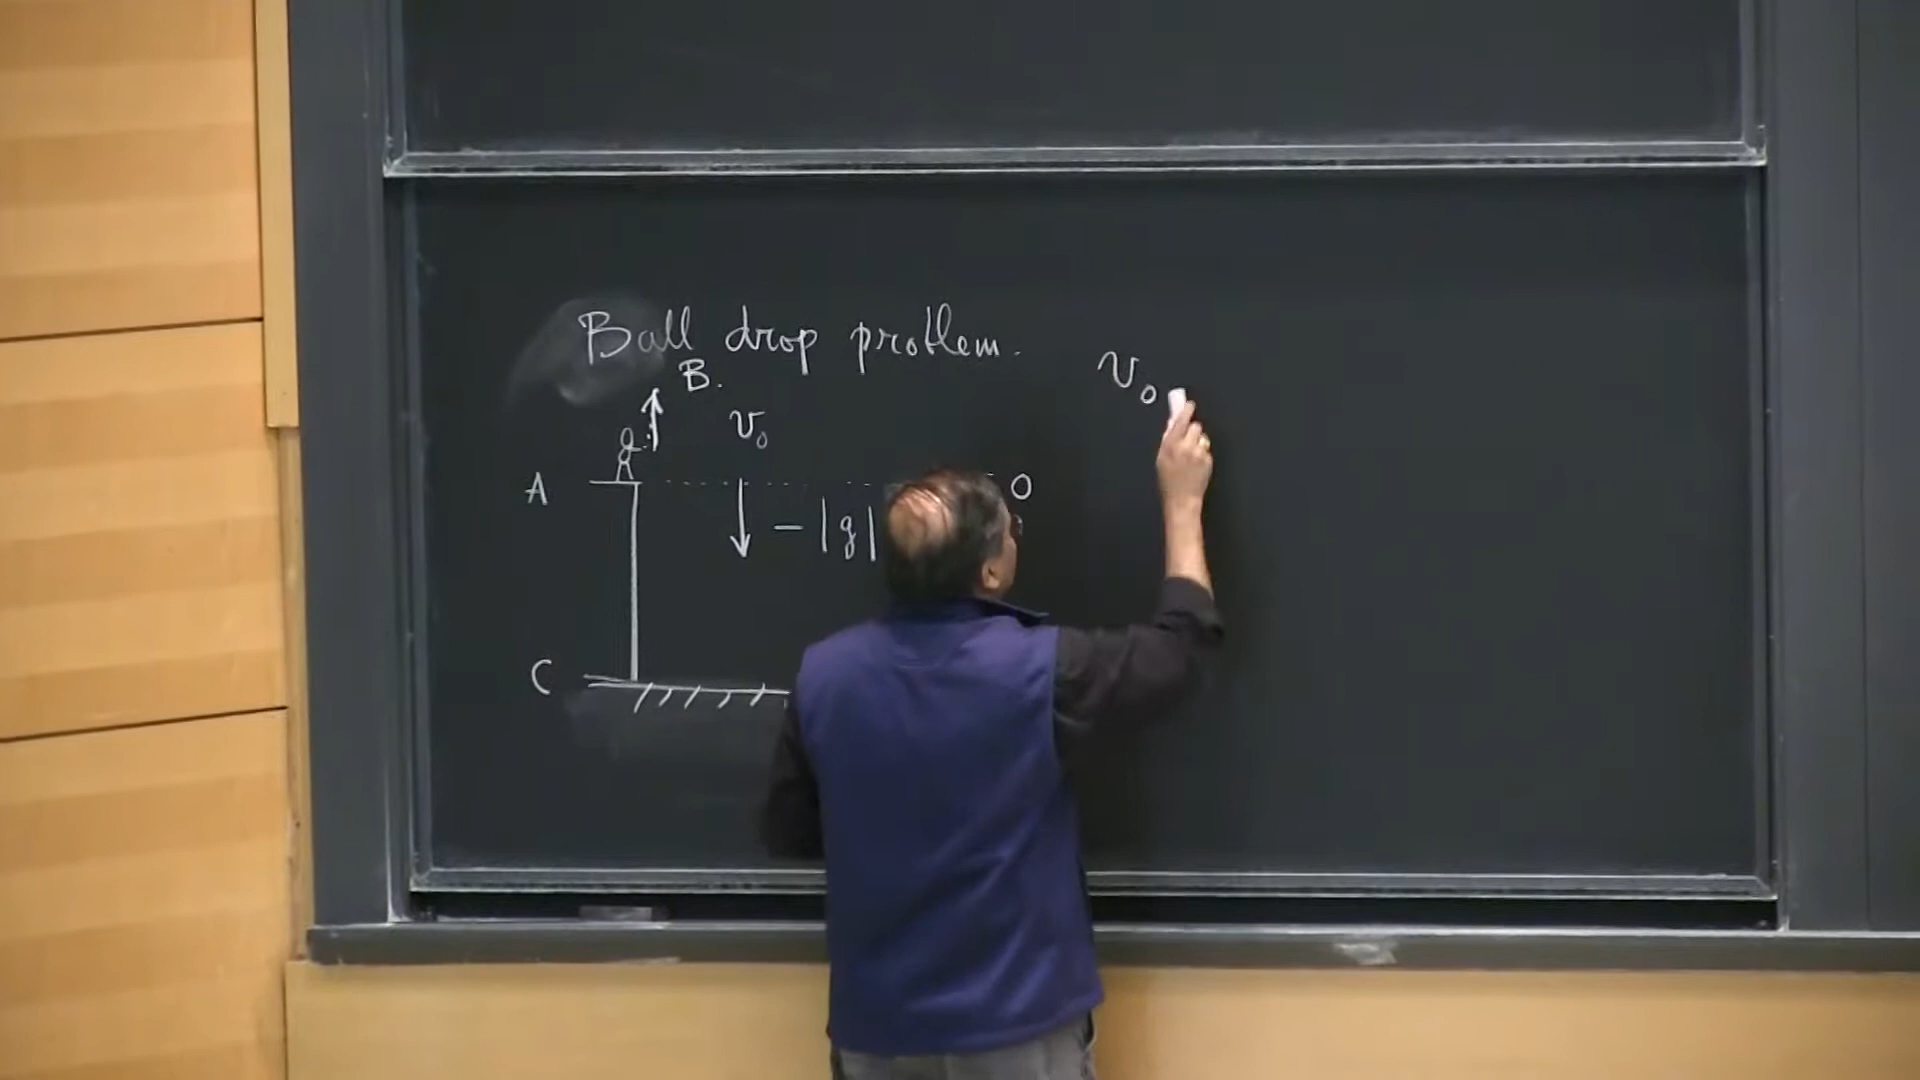 Ball drop problem.
B.
v₀
v₀
A
0
- |g|
C